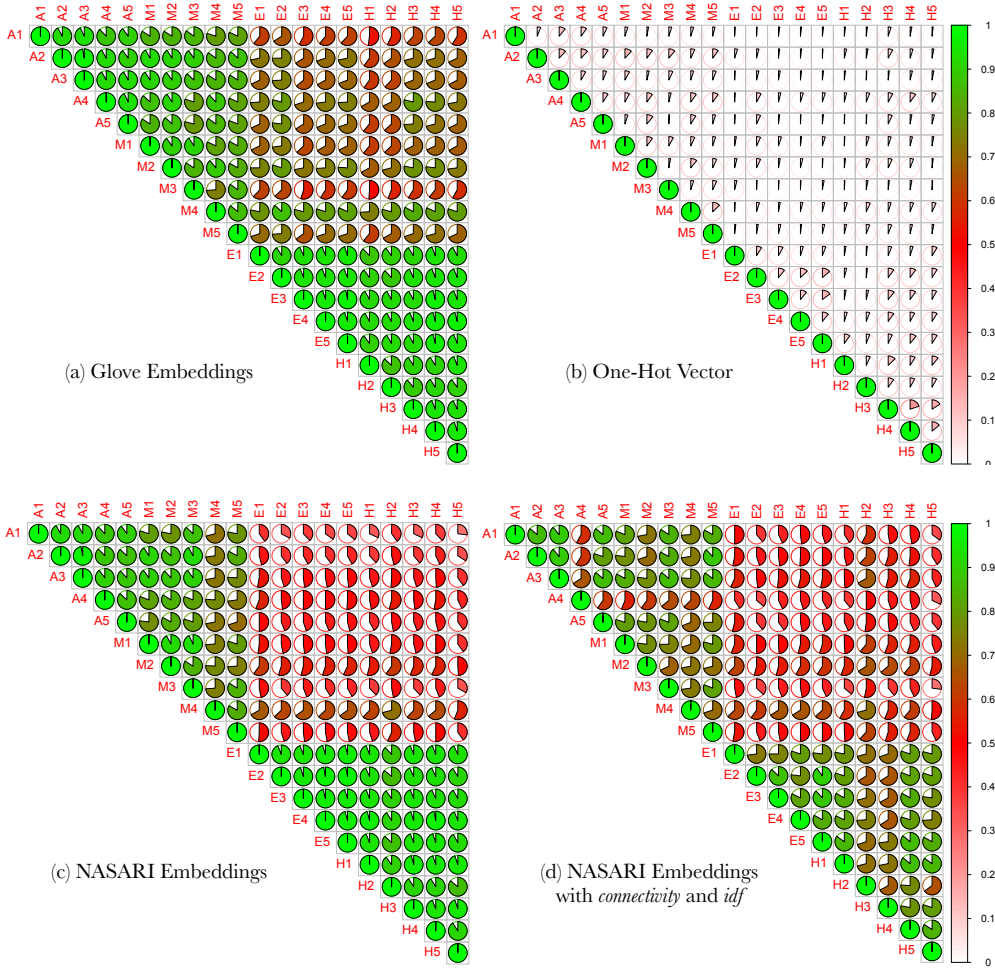 A1 A2 A3 A4 A5 M1 M2 M3 M4 M5 E1 E2 E3 E4 E5 H1 H2 H3 H4 H5
A1
A2
A3
A4
A5
M1
M2
M3
M4
M5
E1
E2
E3
E4
E5
H1
H2
H3
H4
H5
(a) Glove Embeddings
A1 A2 A3 A4 A5 M1 M2 M3 M4 M5 E1 E2 E3 E4 E5 H1 H2 H3 H4 H5
A1
A2
A3
A4
A5
M1
M2
M3
M4
M5
E1
E2
E3
E4
E5
H1
H2
H3
H4
H5
(b) One-Hot Vector
1
0.9
0.8
0.7
0.6
0.5
0.4
0.3
0.2
0.1
0
A1 A2 A3 A4 A5 M1 M2 M3 M4 M5 E1 E2 E3 E4 E5 H1 H2 H3 H4 H5
A1
A2
A3
A4
A5
M1
M2
M3
M4
M5
E1
E2
E3
E4
E5
H1
H2
H3
H4
H5
(c) NASARI Embeddings
A1 A2 A3 A4 A5 M1 M2 M3 M4 M5 E1 E2 E3 E4 E5 H1 H2 H3 H4 H5
A1
A2
A3
A4
A5
M1
M2
M3
M4
M5
E1
E2
E3
E4
E5
H1
H2
H3
H4
H5
(d) NASARI Embeddings
with connectivity and idf
1
0.9
0.8
0.7
0.6
0.5
0.4
0.3
0.2
0.1
0